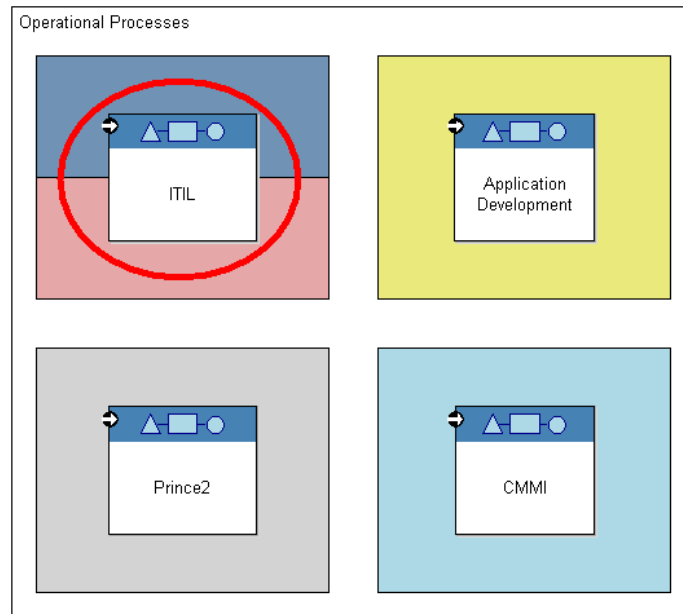 Operational Processes
ITIL
Application
Development
Prince2
CMMI